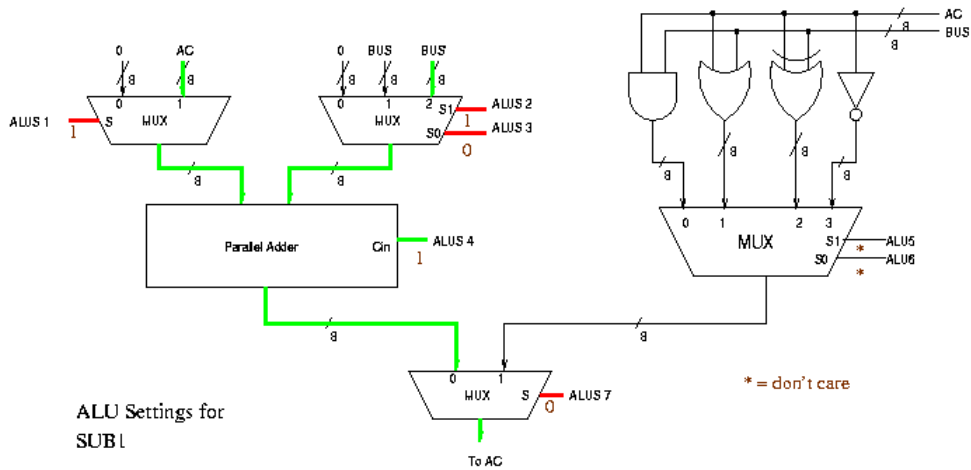 AC
8
BUS
8
0 AC 0 BUS BUS'
8 8 8 8 8
0 1 0 1 2
ALUS 1 S MUX MUX S1 ALUS 2
1 S0 ALUS 3
1
0
8 8 8 8 8 8
Parallel Adder Cin ALUS 4
1
0 1 2 3
MUX S1 ALU5
*
S0 ALU6
*
8 8
0 1
MUX S ALUS 7
0
* = don't care
ALU Settings for
SUB1
To AC